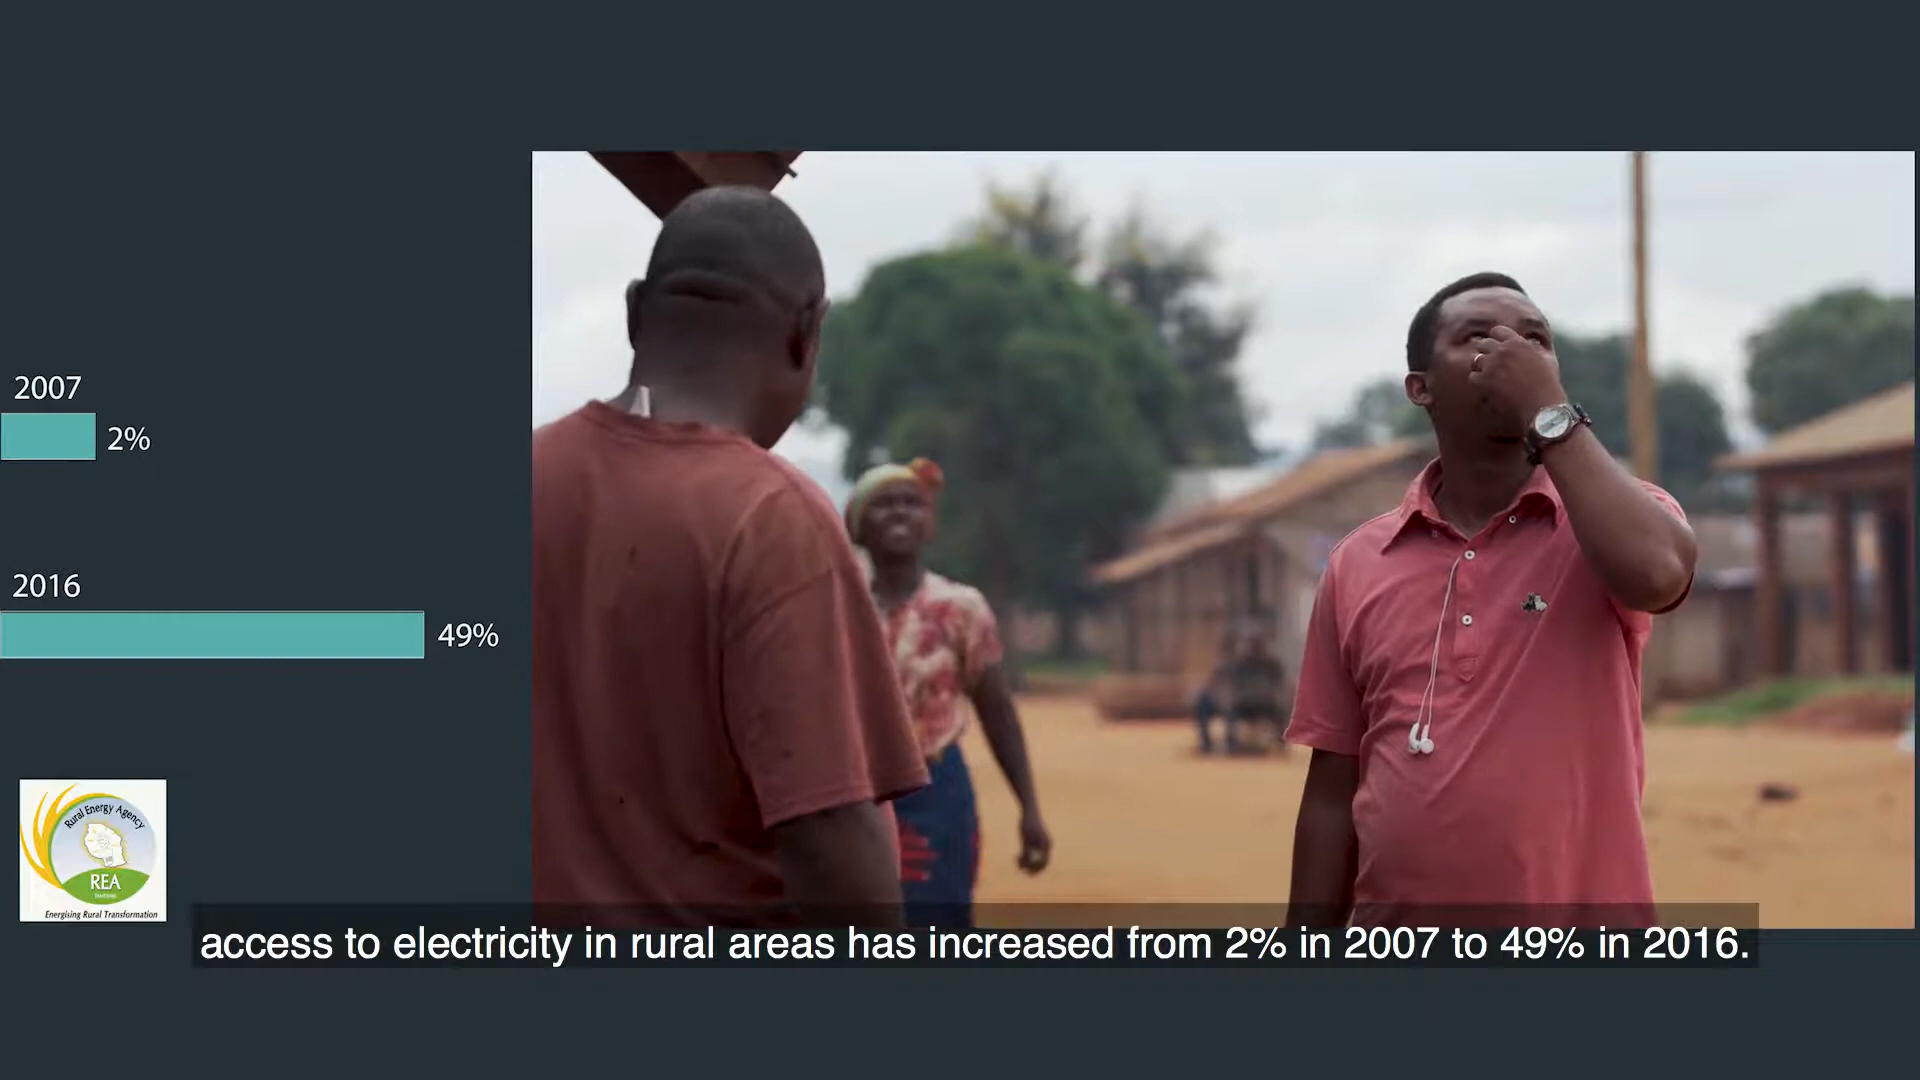 2007
2%
2016
49%
Rural Energy Agency
REA
Energising Rural Transformation
access to electricity in rural areas has increased from 2% in 2007 to 49% in 2016.